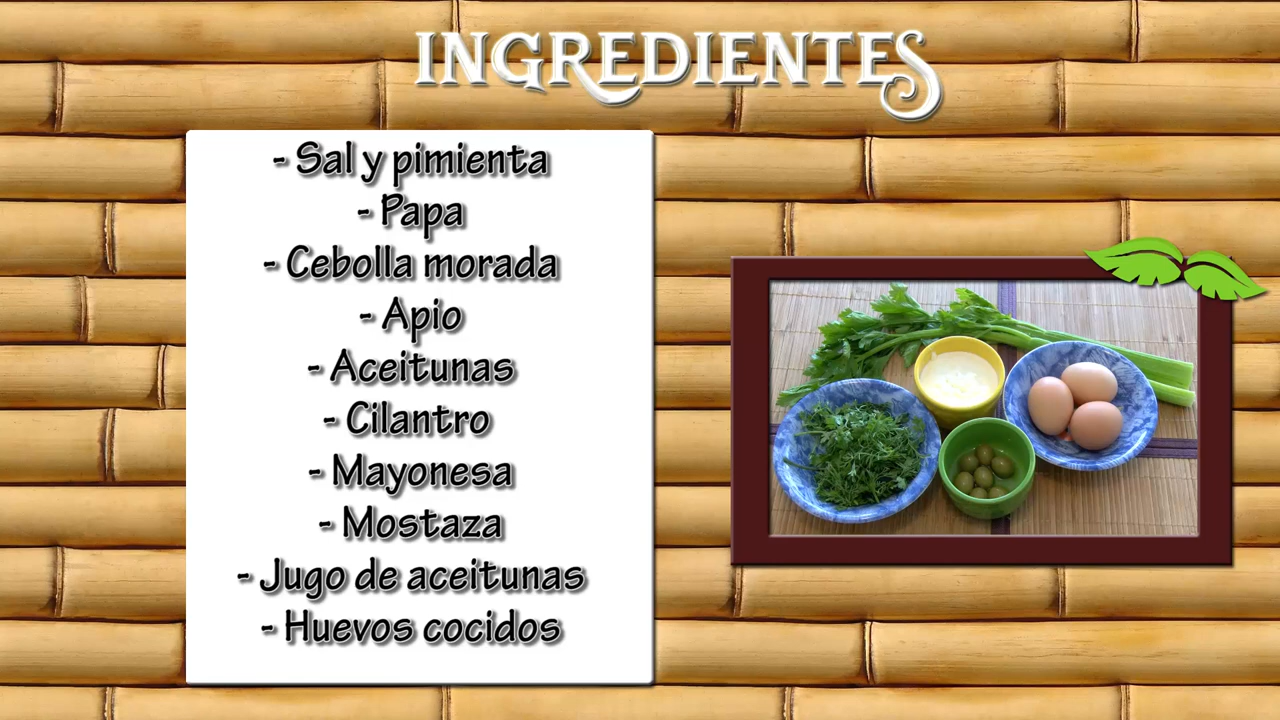 INGREDIENTES
- Sal y pimienta
- Papa
- Cebolla morada
- Apio
- Aceitunas
- Cilantro
- Mayonesa
- Mostaza
- Jugo de aceitunas
- Huevos cocidos